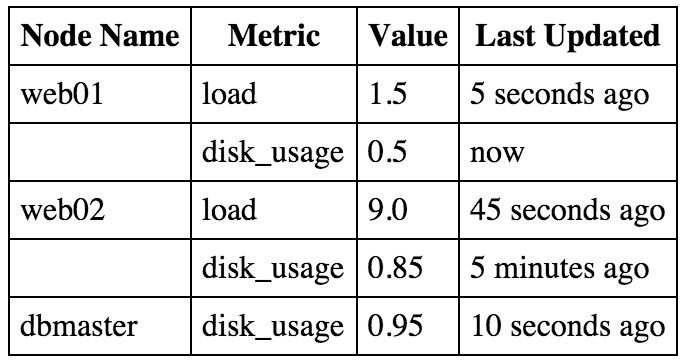 Node Name Metric Value Last Updated
web01 load 1.5 5 seconds ago
disk_usage 0.5 now
web02 load 9.0 45 seconds ago
disk_usage 0.85 5 minutes ago
dbmaster disk_usage 0.95 10 seconds ago